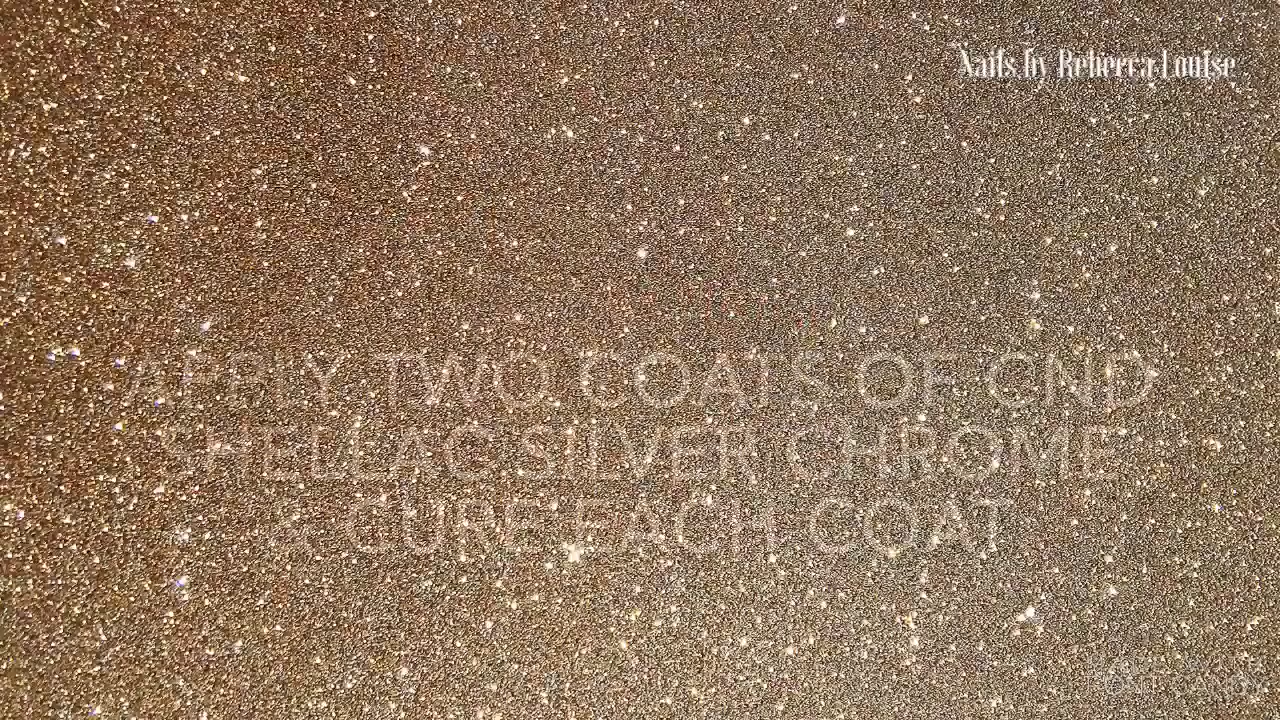 Nails by Rebecca Louise
APPLY TWO COATS OF CND
SHELLAC SILVER CHROME
& CURE EACH COAT